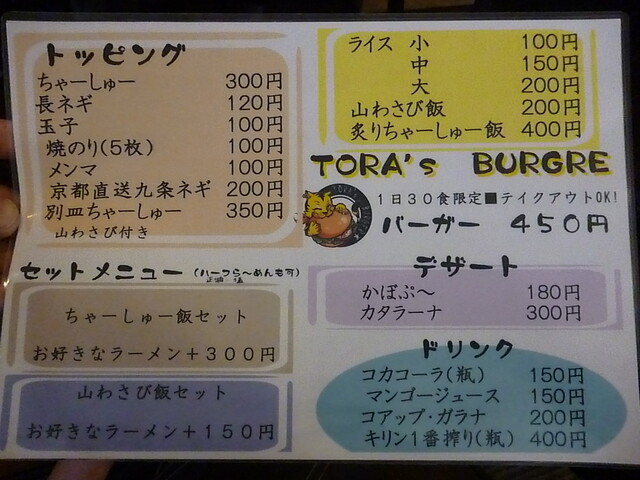 トッピング
ちゃーしゅー 300円
長ネギ 120円
玉子 100円
焼のり(5枚) 100円
メンマ 100円
京都直送九条ネギ 200円
別皿ちゃーしゅー 350円
山わさび付き
セットメニュー (ハーフら〜めんも可)
ちゃーしゅー飯セット
お好きなラーメン+300円
山わさび飯セット
お好きなラーメン+150円
ライス 小 100円
中 150円
大 200円
山わさび飯 200円
炙りちゃーしゅー飯 400円
TORA's BURGRE
1日30食限定■テイクアウトOK!
バーガー 450円
デザート
かぼぷ〜 180円
カタラーナ 300円
ドリンク
コカコーラ(瓶) 150円
マンゴージュース 150円
コアップ・ガラナ 200円
キリン1番搾り(瓶) 400円